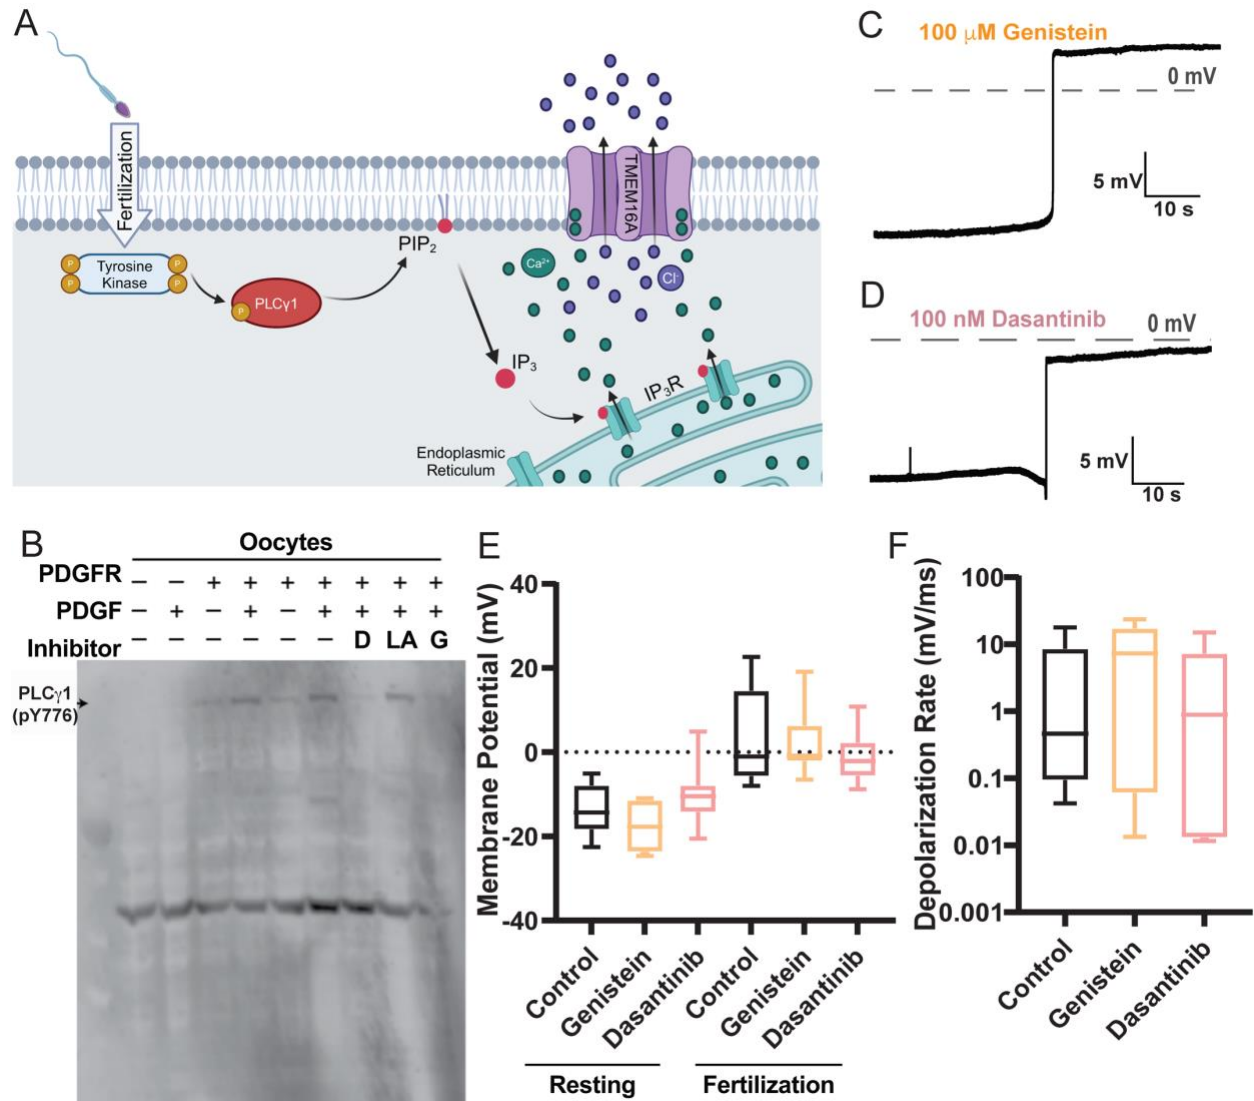 A
Fertilization
P
P
Tyrosine
Kinase
P
P
P
PLCγ1
PIP2
IP3
Ca2+
Cl-
TMEM16A
IP3R
Endoplasmic
Reticulum
C
100 μM Genistein
0 mV
5 mV
10 s
D
100 nM Dasantinib
0 mV
5 mV
10 s
B
Oocytes
PDGFR – – + + + + + + +
PDGF – + – + – + + + +
Inhibitor – – – – – – D LA G
PLCγ1
(pY776)
E
Membrane Potential (mV)
40
20
0
-20
-40
Control
Genistein
Dasantinib
Control
Genistein
Dasantinib
Resting
Fertilization
F
Depolarization Rate (mV/ms)
100
10
1
0.1
0.01
0.001
Control
Genistein
Dasantinib